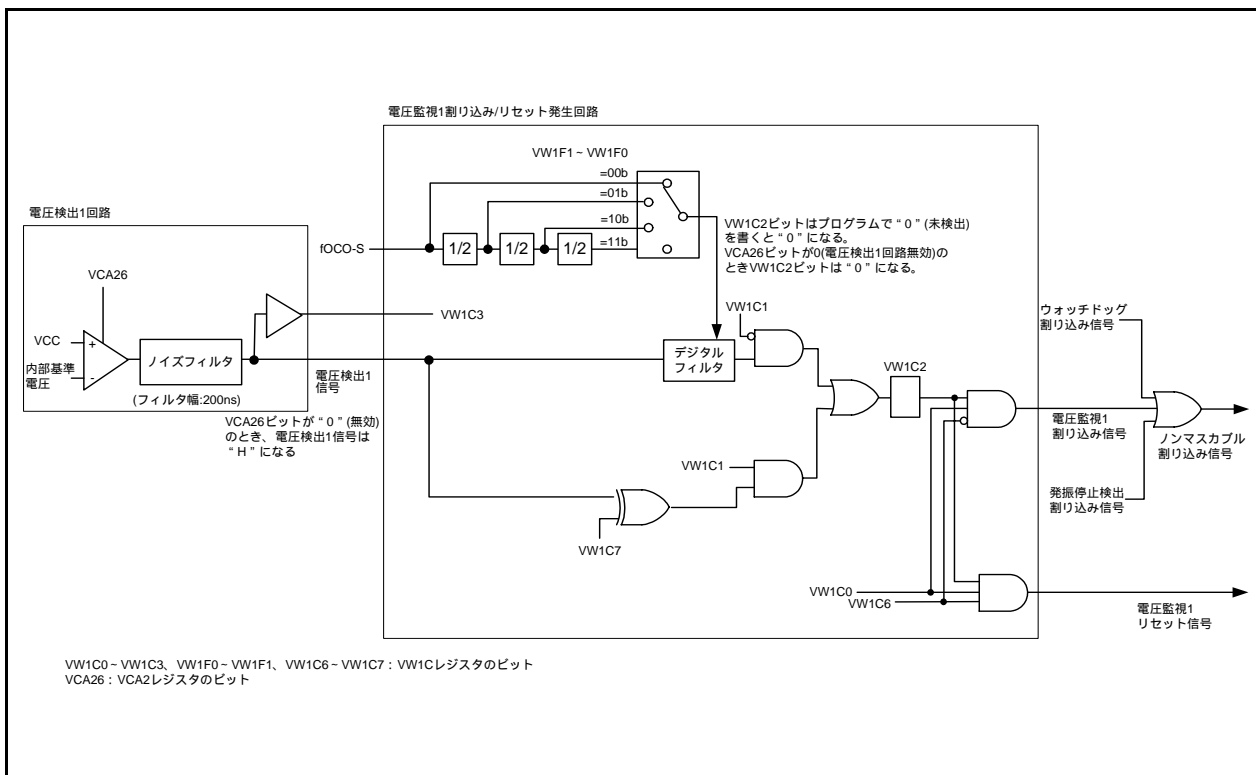 電圧監視1割り込み/リセット発生回路
VW1F1 ~ VW1F0
=00b
=01b
=10b
=11b
fOCO-S
1/2
1/2
1/2
VW1C2ビットはプログラムで“0”(未検出)
を書くと“0”になる。
VCA26ビットが0(電圧検出1回路無効)の
ときVW1C2ビットは“0”になる。
電圧検出1回路
VCA26
VCC
+
内部基準
電圧
-
ノイズフィルタ
(フィルタ幅:200ns)
VW1C3
電圧検出1
信号
VCA26ビットが“0”(無効)
のとき、電圧検出1信号は
“H”になる
VW1C1
デジタル
フィルタ
VW1C2
VW1C1
VW1C7
VW1C0
VW1C6
ウォッチドッグ
割り込み信号
電圧監視1
割り込み信号
ノンマスカブル
割り込み信号
発振停止検出
割り込み信号
電圧監視1
リセット信号
VW1C0 ~ VW1C3、VW1F0 ~ VW1F1、VW1C6 ~ VW1C7 : VW1Cレジスタのビット
VCA26 : VCA2レジスタのビット